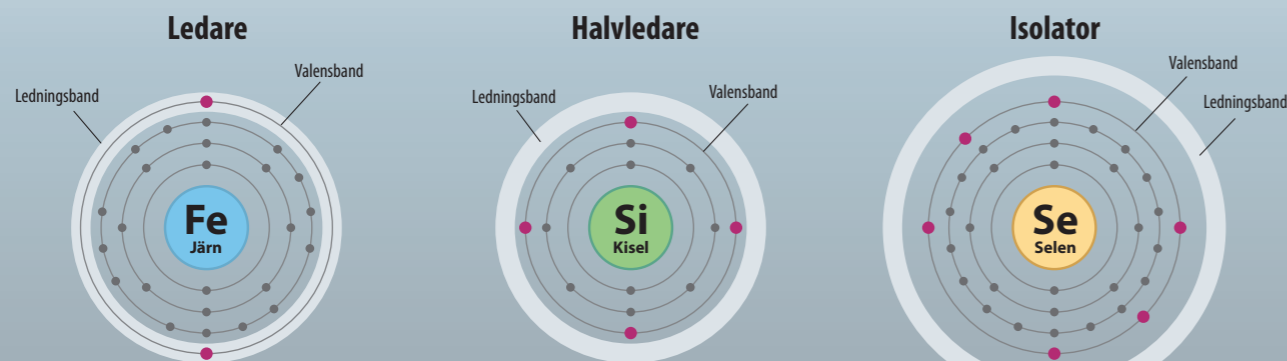 Ledare
Ledningsband
Valensband
Fe
Järn
Halvledare
Ledningsband
Valensband
Si
Kisel
Isolator
Valensband
Ledningsband
Se
Selen